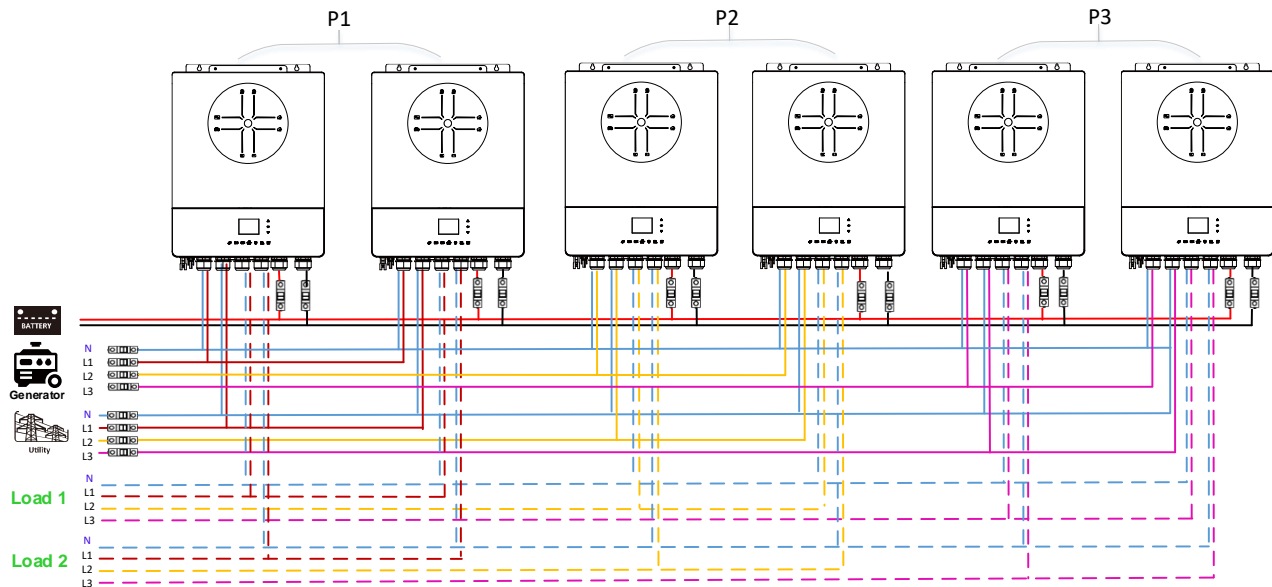 P1 P2 P3
BATTERY
N
L1
L2
L3
Generator
N
L1
L2
L3
Utility
N
L1
L2
L3
Load 1
N
L1
L2
L3
Load 2